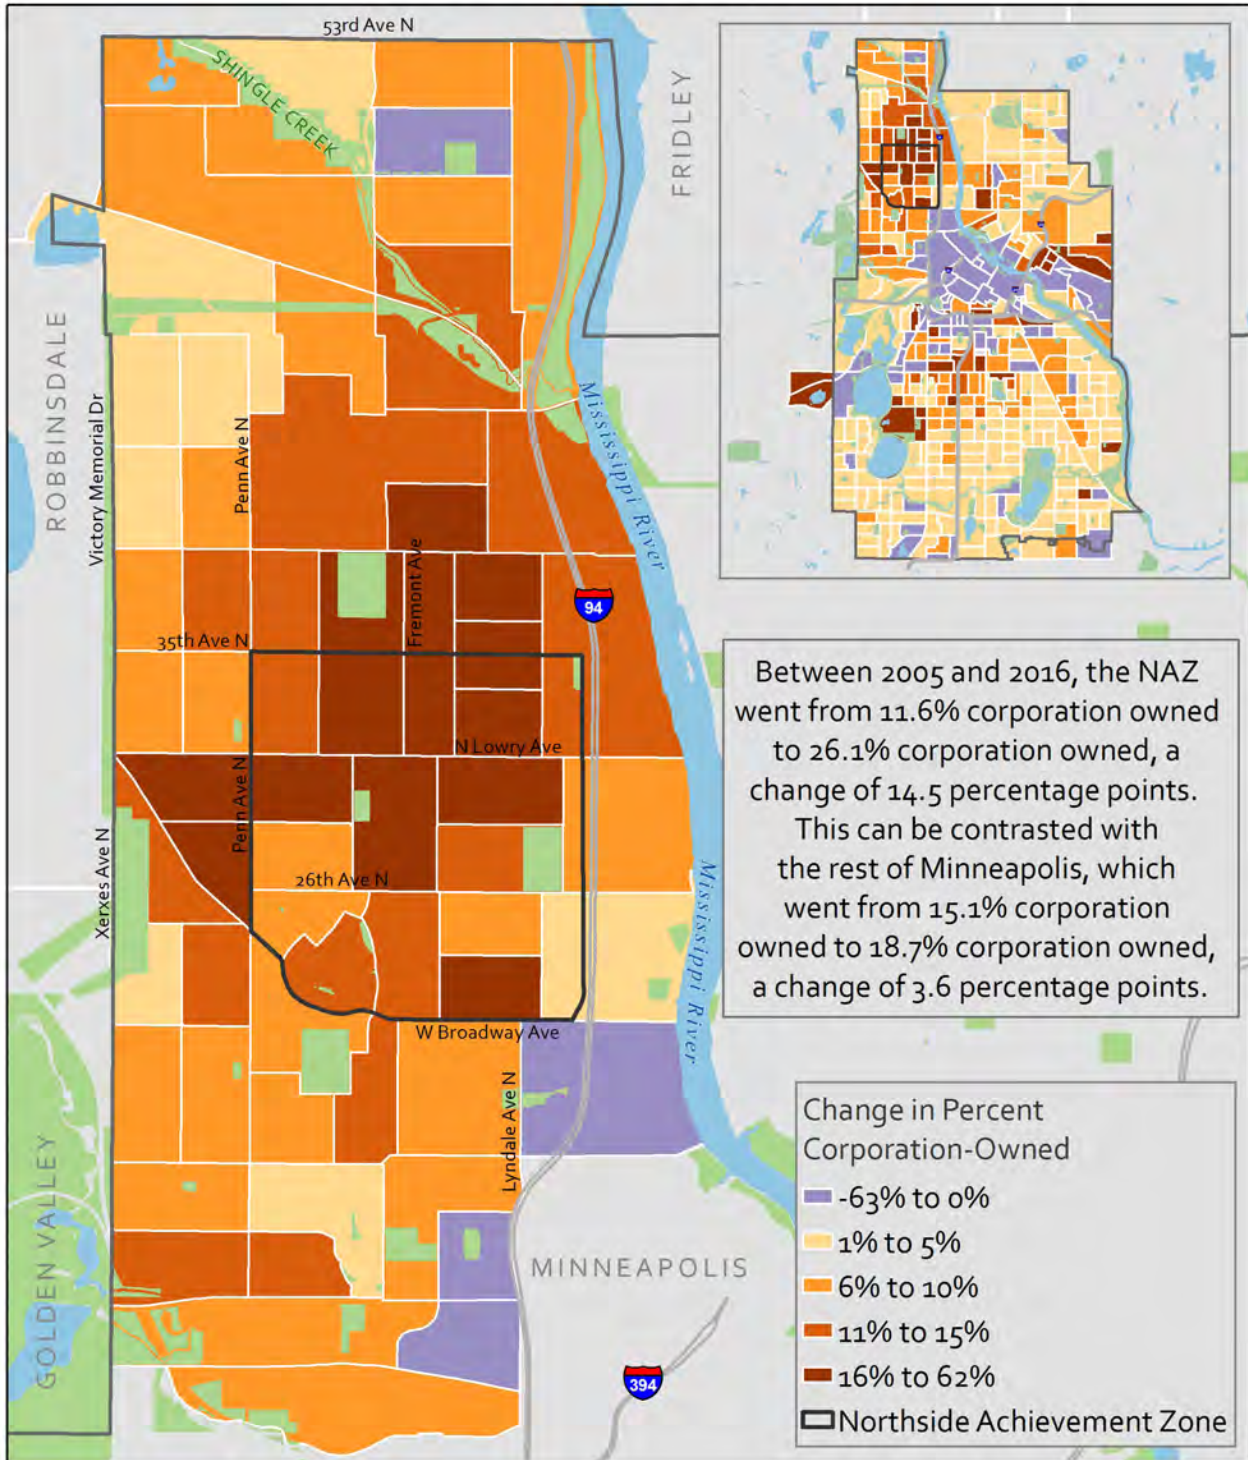 53rd Ave N
SHINGLE CREEK
FRIDLEY
ROBBINSDALE
Victory Memorial Dr
Penn Ave N
Mississippi River
Fremont Ave
94
35th Ave N
N Lowry Ave
Penn Ave N
Xerxes Ave N
26th Ave N
Mississippi River
W Broadway Ave
Lyndale Ave N
GOLDEN VALLEY
MINNEAPOLIS
394
Between 2005 and 2016, the NAZ
went from 11.6% corporation owned
to 26.1% corporation owned, a
change of 14.5 percentage points.
This can be contrasted with
the rest of Minneapolis, which
went from 15.1% corporation
owned to 18.7% corporation owned,
a change of 3.6 percentage points.
Change in Percent
Corporation-Owned
-63% to 0%
1% to 5%
6% to 10%
11% to 15%
16% to 62%
Northside Achievement Zone